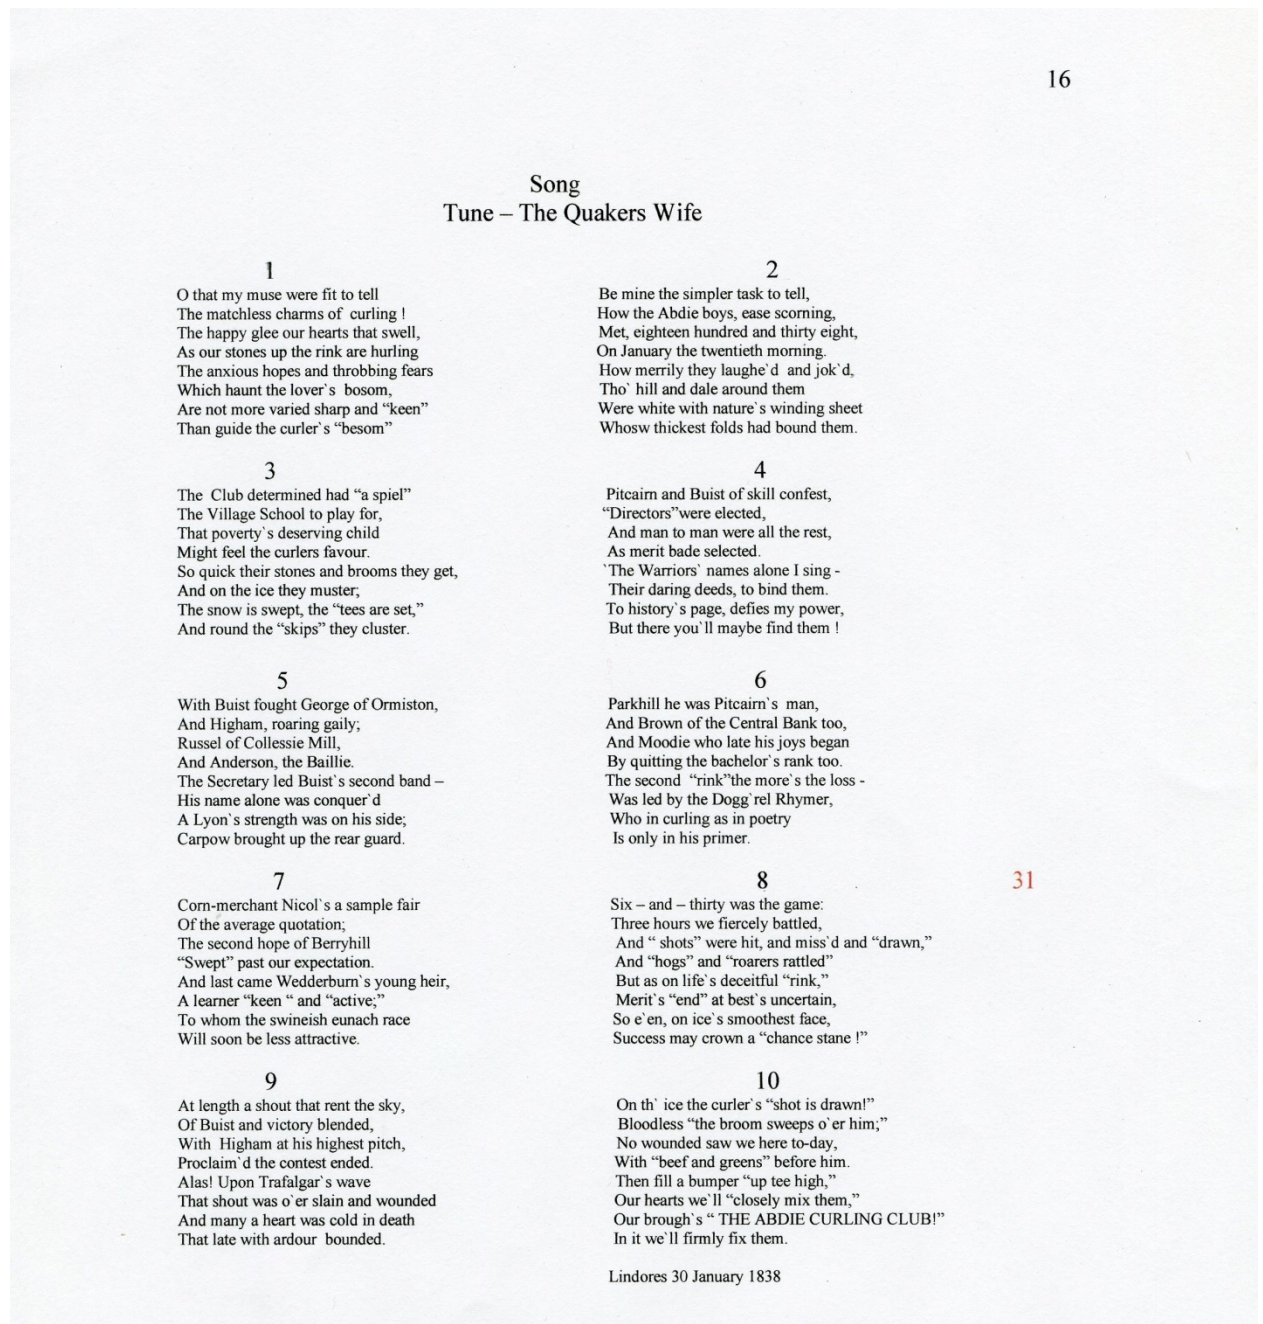 16
Song
Tune – The Quakers Wife
1
O that my muse were fit to tell
The matchless charms of curling !
The happy glee our hearts that swell,
As our stones up the rink are hurling
The anxious hopes and throbbing fears
Which haunt the lover`s bosom,
Are not more varied sharp and “keen”
Than guide the curler`s “besom”
2
Be mine the simpler task to tell,
How the Abdie boys, ease scorning,
Met, eighteen hundred and thirty eight,
On January the twentieth morning.
How merrily they laughe`d and jok`d,
Tho` hill and dale around them
Were white with nature`s winding sheet
Whosw thickest folds had bound them.
3
The Club determined had “a spiel”
The Village School to play for,
That poverty`s deserving child
Might feel the curlers favour.
So quick their stones and brooms they get,
And on the ice they muster;
The snow is swept, the “tees are set,”
And round the “skips” they cluster.
4
Pitcairn and Buist of skill confest,
“Directors”were elected,
And man to man were all the rest,
As merit bade selected.
`The Warriors` names alone I sing -
Their daring deeds, to bind them.
To history`s page, defies my power,
But there you`ll maybe find them !
5
With Buist fought George of Ormiston,
And Higham, roaring gaily;
Russel of Collessie Mill,
And Anderson, the Baillie.
The Secretary led Buist`s second band –
His name alone was conquer`d
A Lyon`s strength was on his side;
Carpow brought up the rear guard.
6
Parkhill he was Pitcairn`s man,
And Brown of the Central Bank too,
And Moodie who late his joys began
By quitting the bachelor`s rank too.
The second “rink”the more`s the loss -
Was led by the Dogg`rel Rhymer,
Who in curling as in poetry
Is only in his primer.
7
Corn-merchant Nicol`s a sample fair
Of the average quotation;
The second hope of Berryhill
“Swept” past our expectation.
And last came Wedderburn`s young heir,
A learner “keen “ and “active;”
To whom the swineish eunach race
Will soon be less attractive.
8
31
Six – and – thirty was the game:
Three hours we fiercely battled,
And “ shots” were hit, and miss`d and “drawn,”
And “hogs” and “roarers rattled”
But as on life`s deceitful “rink,”
Merit`s “end” at best`s uncertain,
So e`en, on ice`s smoothest face,
Success may crown a “chance stane !”
9
At length a shout that rent the sky,
Of Buist and victory blended,
With Higham at his highest pitch,
Proclaim`d the contest ended.
Alas! Upon Trafalgar`s wave
That shout was o`er slain and wounded
And many a heart was cold in death
That late with ardour bounded.
10
On th` ice the curler`s “shot is drawn!”
Bloodless “the broom sweeps o`er him;”
No wounded saw we here to-day,
With “beef and greens” before him.
Then fill a bumper “up tee high,”
Our hearts we`ll “closely mix them,”
Our brough`s “ THE ABDIE CURLING CLUB!”
In it we`ll firmly fix them.
Lindores 30 January 1838